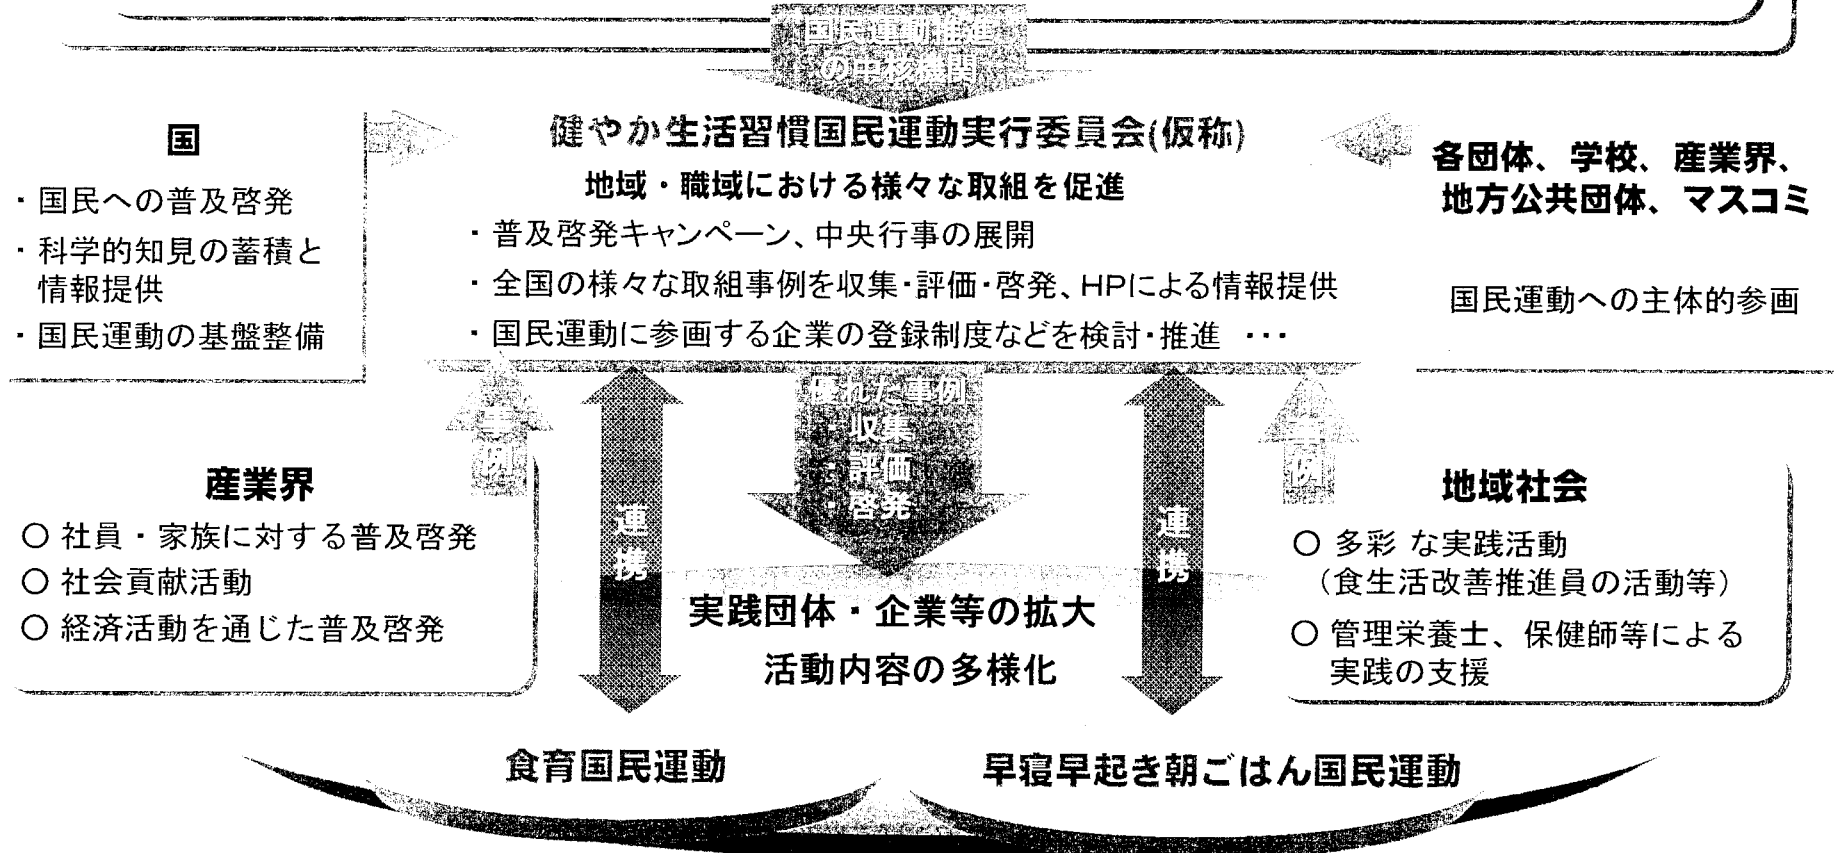 国民運動推進
の中核機関
国
・国民への普及啓発
・科学的知見の蓄積と
情報提供
・国民運動の基盤整備
健やか生活習慣国民運動実行委員会(仮称)
地域・職域における様々な取組を促進
・普及啓発キャンペーン、中央行事の展開
・全国の様々な取組事例を収集・評価・啓発、HPによる情報提供
・国民運動に参画する企業の登録制度などを検討・推進 ・・・
各団体、学校、産業界、
地方公共団体、マスコミ
国民運動への主体的参画
事例
連携
優れた事例
・収集
・評価
・啓発
連携
事例
産業界
○ 社員・家族に対する普及啓発
○ 社会貢献活動
○ 経済活動を通じた普及啓発
実践団体・企業等の拡大
活動内容の多様化
地域社会
○ 多彩 な実践活動
（食生活改善推進員の活動等）
○ 管理栄養士、保健師等による
実践の支援
食育国民運動
早寝早起き朝ごはん国民運動